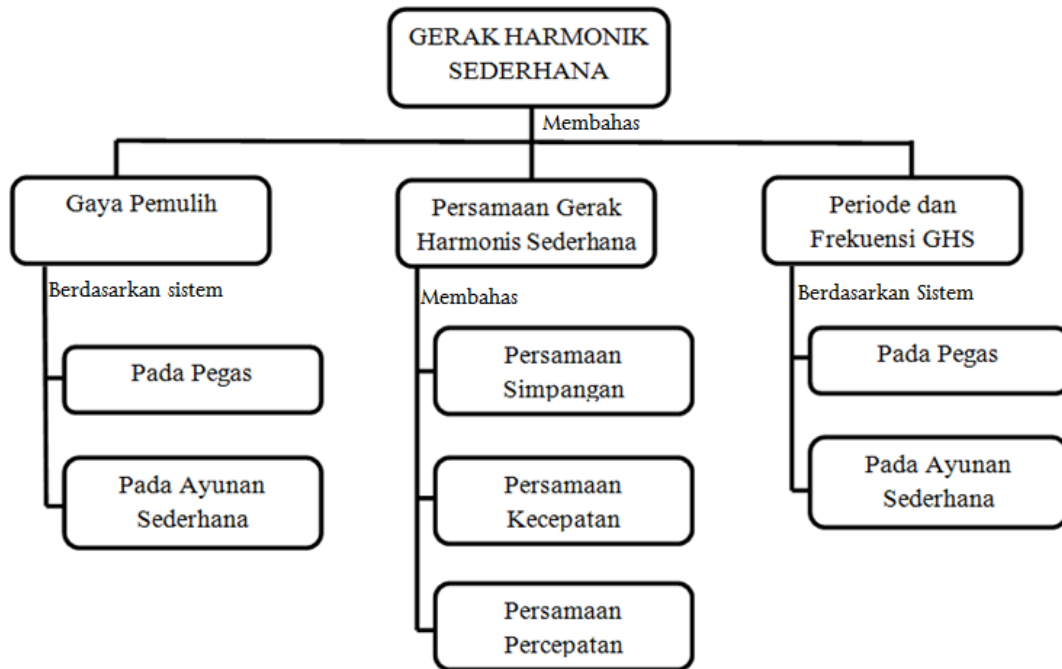 GERAK HARMONIK
SEDERHANA
Membahas
Gaya Pemulih
Berdasarkan sistem
Pada Pegas
Pada Ayunan
Sederhana
Persamaan Gerak
Harmonis Sederhana
Membahas
Persamaan
Simpangan
Persamaan
Kecepatan
Persamaan
Percepatan
Periode dan
Frekuensi GHS
Berdasarkan Sistem
Pada Pegas
Pada Ayunan
Sederhana